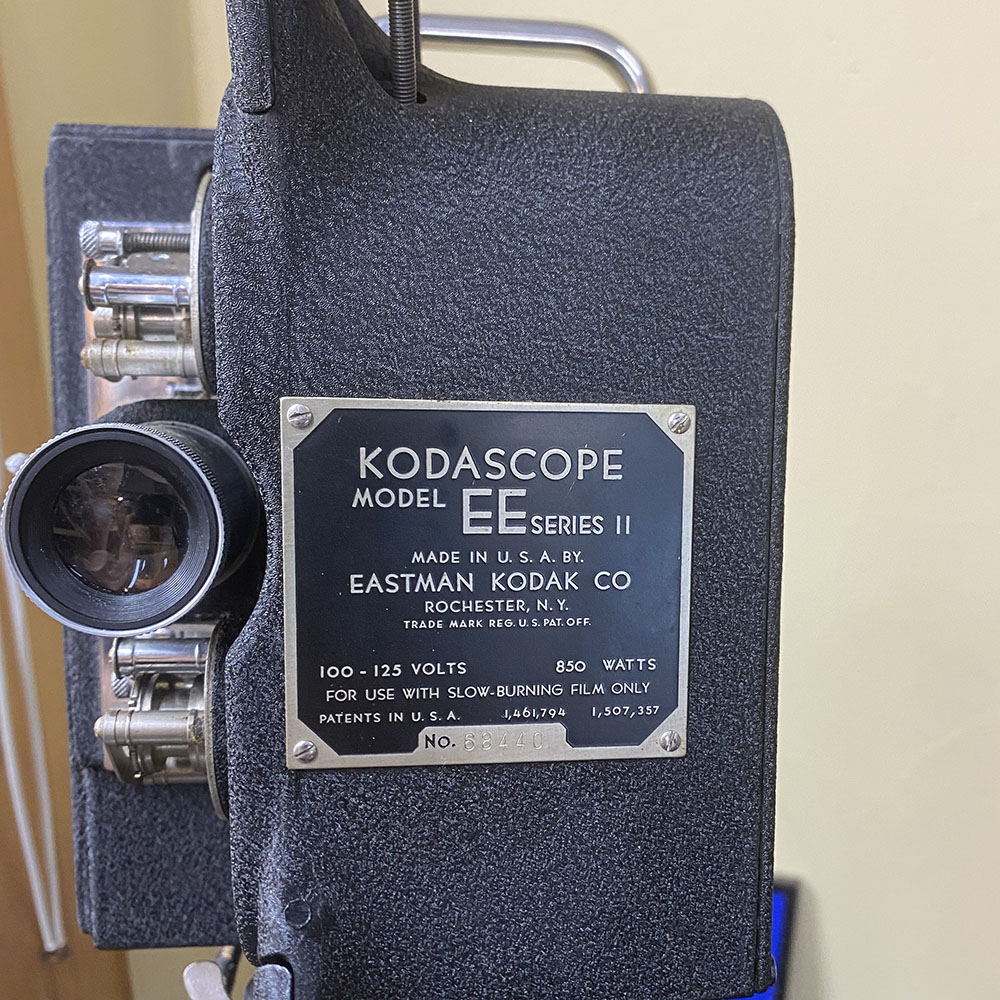 KODASCOPE
MODEL EE SERIES II
MADE IN U. S. A. BY.
EASTMAN KODAK CO
ROCHESTER, N. Y.
TRADE MARK REG. U. S. PAT. OFF.
100 - 125 VOLTS 850 WATTS
FOR USE WITH SLOW-BURNING FILM ONLY
PATENTS IN U. S. A. 1,461,794 1,507,357
NO. 68440